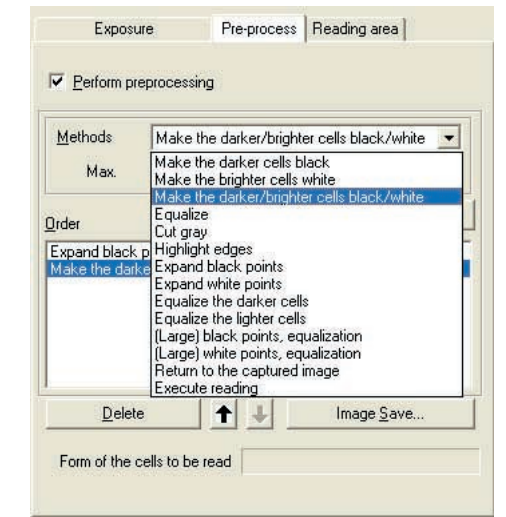 Exposure Pre-process Reading area
Perform preprocessing
Methods Make the darker/brighter cells black/white
Max. Make the darker cells black
Make the brighter cells white
Make the darker/brighter cells black/white
Order Equalize
Cut gray
Expand black p Highlight edges
Make the darke Expand black points
Expand white points
Equalize the darker cells
Equalize the lighter cells
(Large) black points, equalization
(Large) white points, equalization
Return to the captured image
Execute reading
Delete Image Save...
Form of the cells to be read